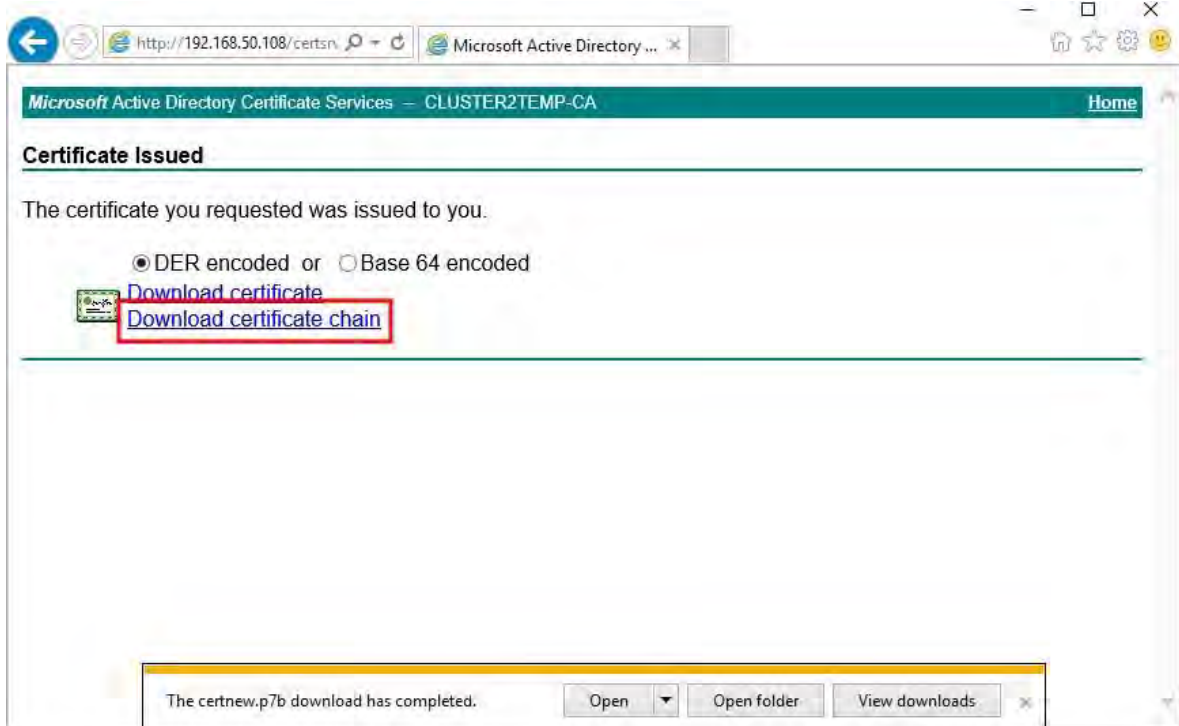 http://192.168.50.108/certsn
Microsoft Active Directory ...
Microsoft Active Directory Certificate Services -- CLUSTER2TEMP-CA
Home
Certificate Issued
The certificate you requested was issued to you.
DER encoded or Base 64 encoded
Download certificate
Download certificate chain
The certnew.p7b download has completed.
Open
Open folder
View downloads